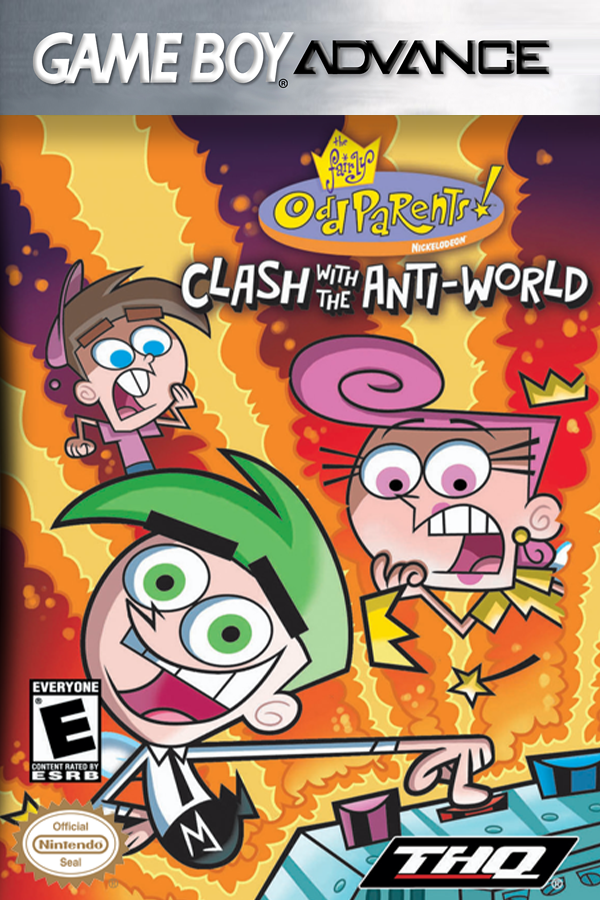 GAME BOY ADVANCE
®
the
fairly
OddParents!
NICKELODEON
CLASH WITH THE ANTI-WORLD
EVERYONE
E
®
CONTENT RATED BY
ESRB
Official
Nintendo
Seal
®
THQ
®